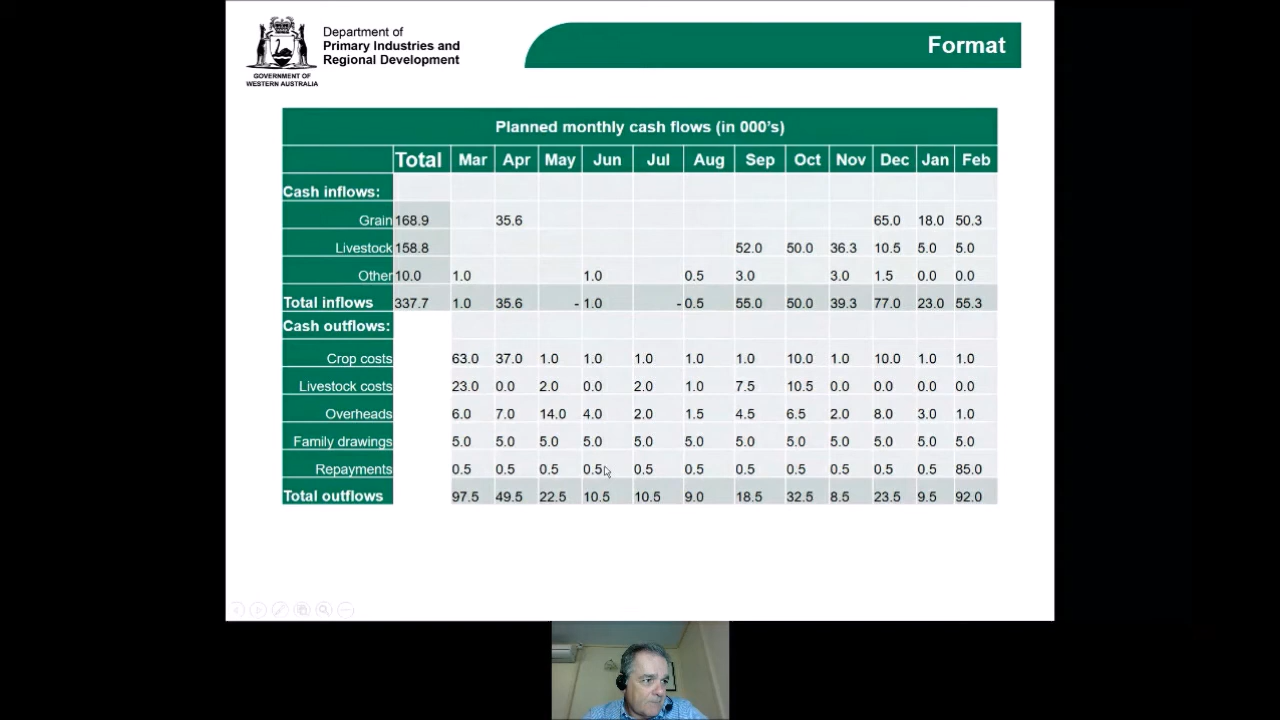 Department of
Primary Industries and
Regional Development
GOVERNMENT OF
WESTERN AUSTRALIA
Format
Planned monthly cash flows (in 000's)
Total Mar Apr May Jun Jul Aug Sep Oct Nov Dec Jan Feb
Cash inflows:
Grain 168.9 35.6 65.0 18.0 50.3
Livestock 158.8 52.0 50.0 36.3 10.5 5.0 5.0
Other 10.0 1.0 1.0 0.5 3.0 3.0 1.5 0.0 0.0
Total inflows 337.7 1.0 35.6 - 1.0 - 0.5 55.0 50.0 39.3 77.0 23.0 55.3
Cash outflows:
Crop costs 63.0 37.0 1.0 1.0 1.0 1.0 1.0 10.0 1.0 10.0 1.0 1.0
Livestock costs 23.0 0.0 2.0 0.0 2.0 1.0 7.5 10.5 0.0 0.0 0.0 0.0
Overheads 6.0 7.0 14.0 4.0 2.0 1.5 4.5 6.5 2.0 8.0 3.0 1.0
Family drawings 5.0 5.0 5.0 5.0 5.0 5.0 5.0 5.0 5.0 5.0 5.0 5.0
Repayments 0.5 0.5 0.5 0.5 0.5 0.5 0.5 0.5 0.5 0.5 0.5 85.0
Total outflows 97.5 49.5 22.5 10.5 10.5 9.0 18.5 32.5 8.5 23.5 9.5 92.0